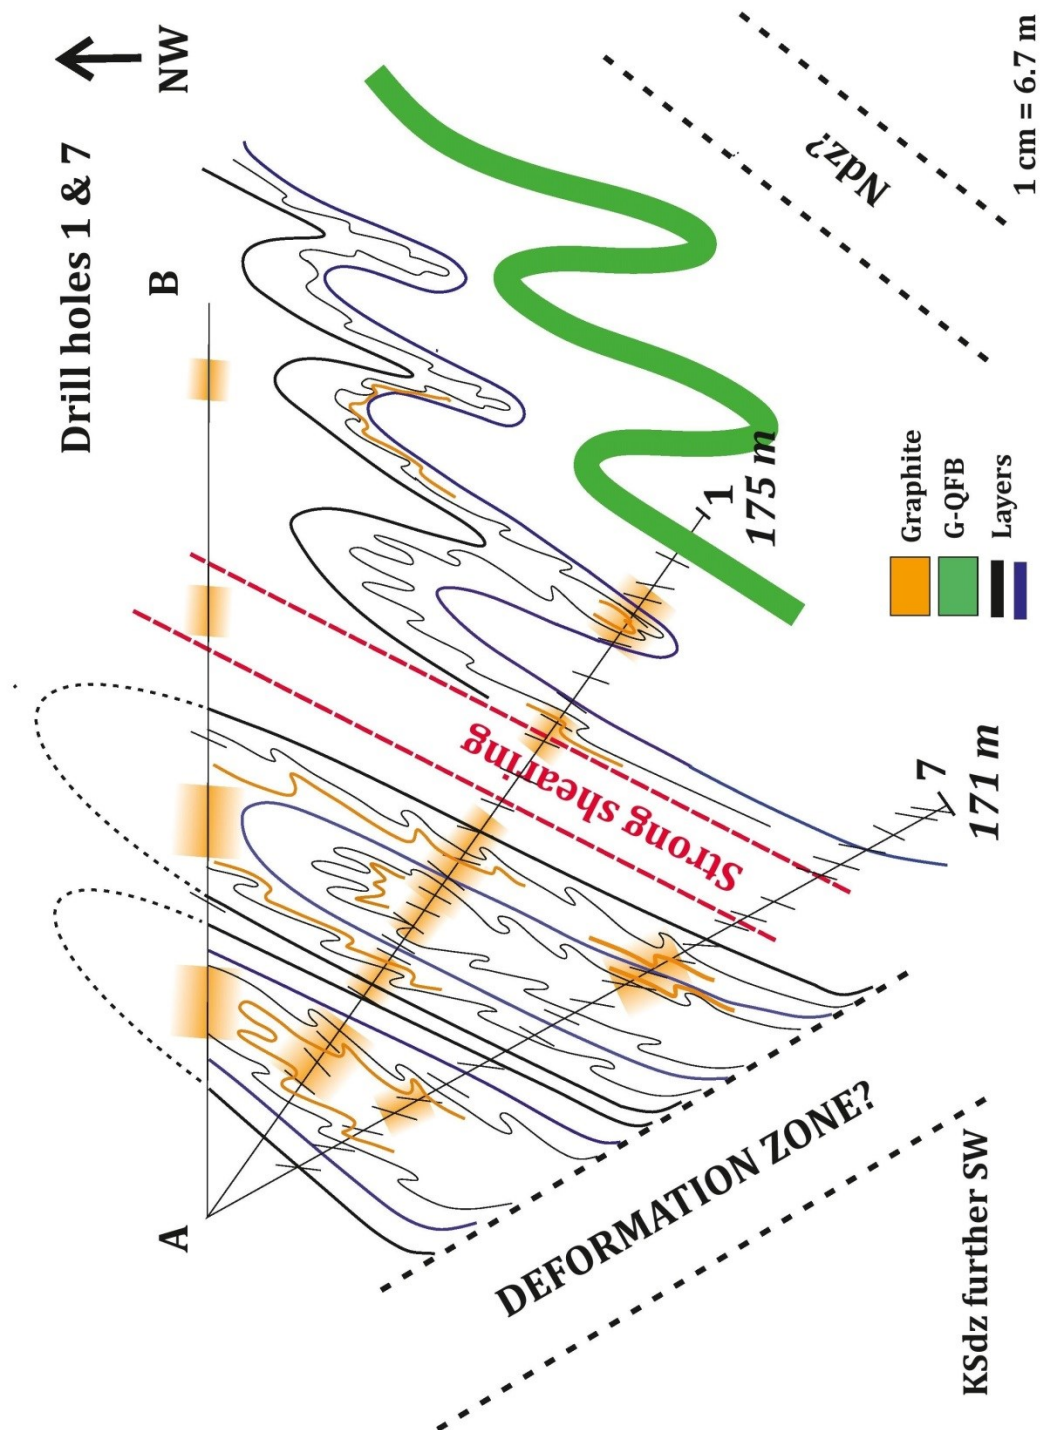 Drill holes 1 & 7
NW
A
B
Strong shearing
1
175 m
7
171 m
Ndz?
DEFORMATION ZONE?
KSdz further SW
Graphite
G-QFB
Layers
1 cm = 6.7 m